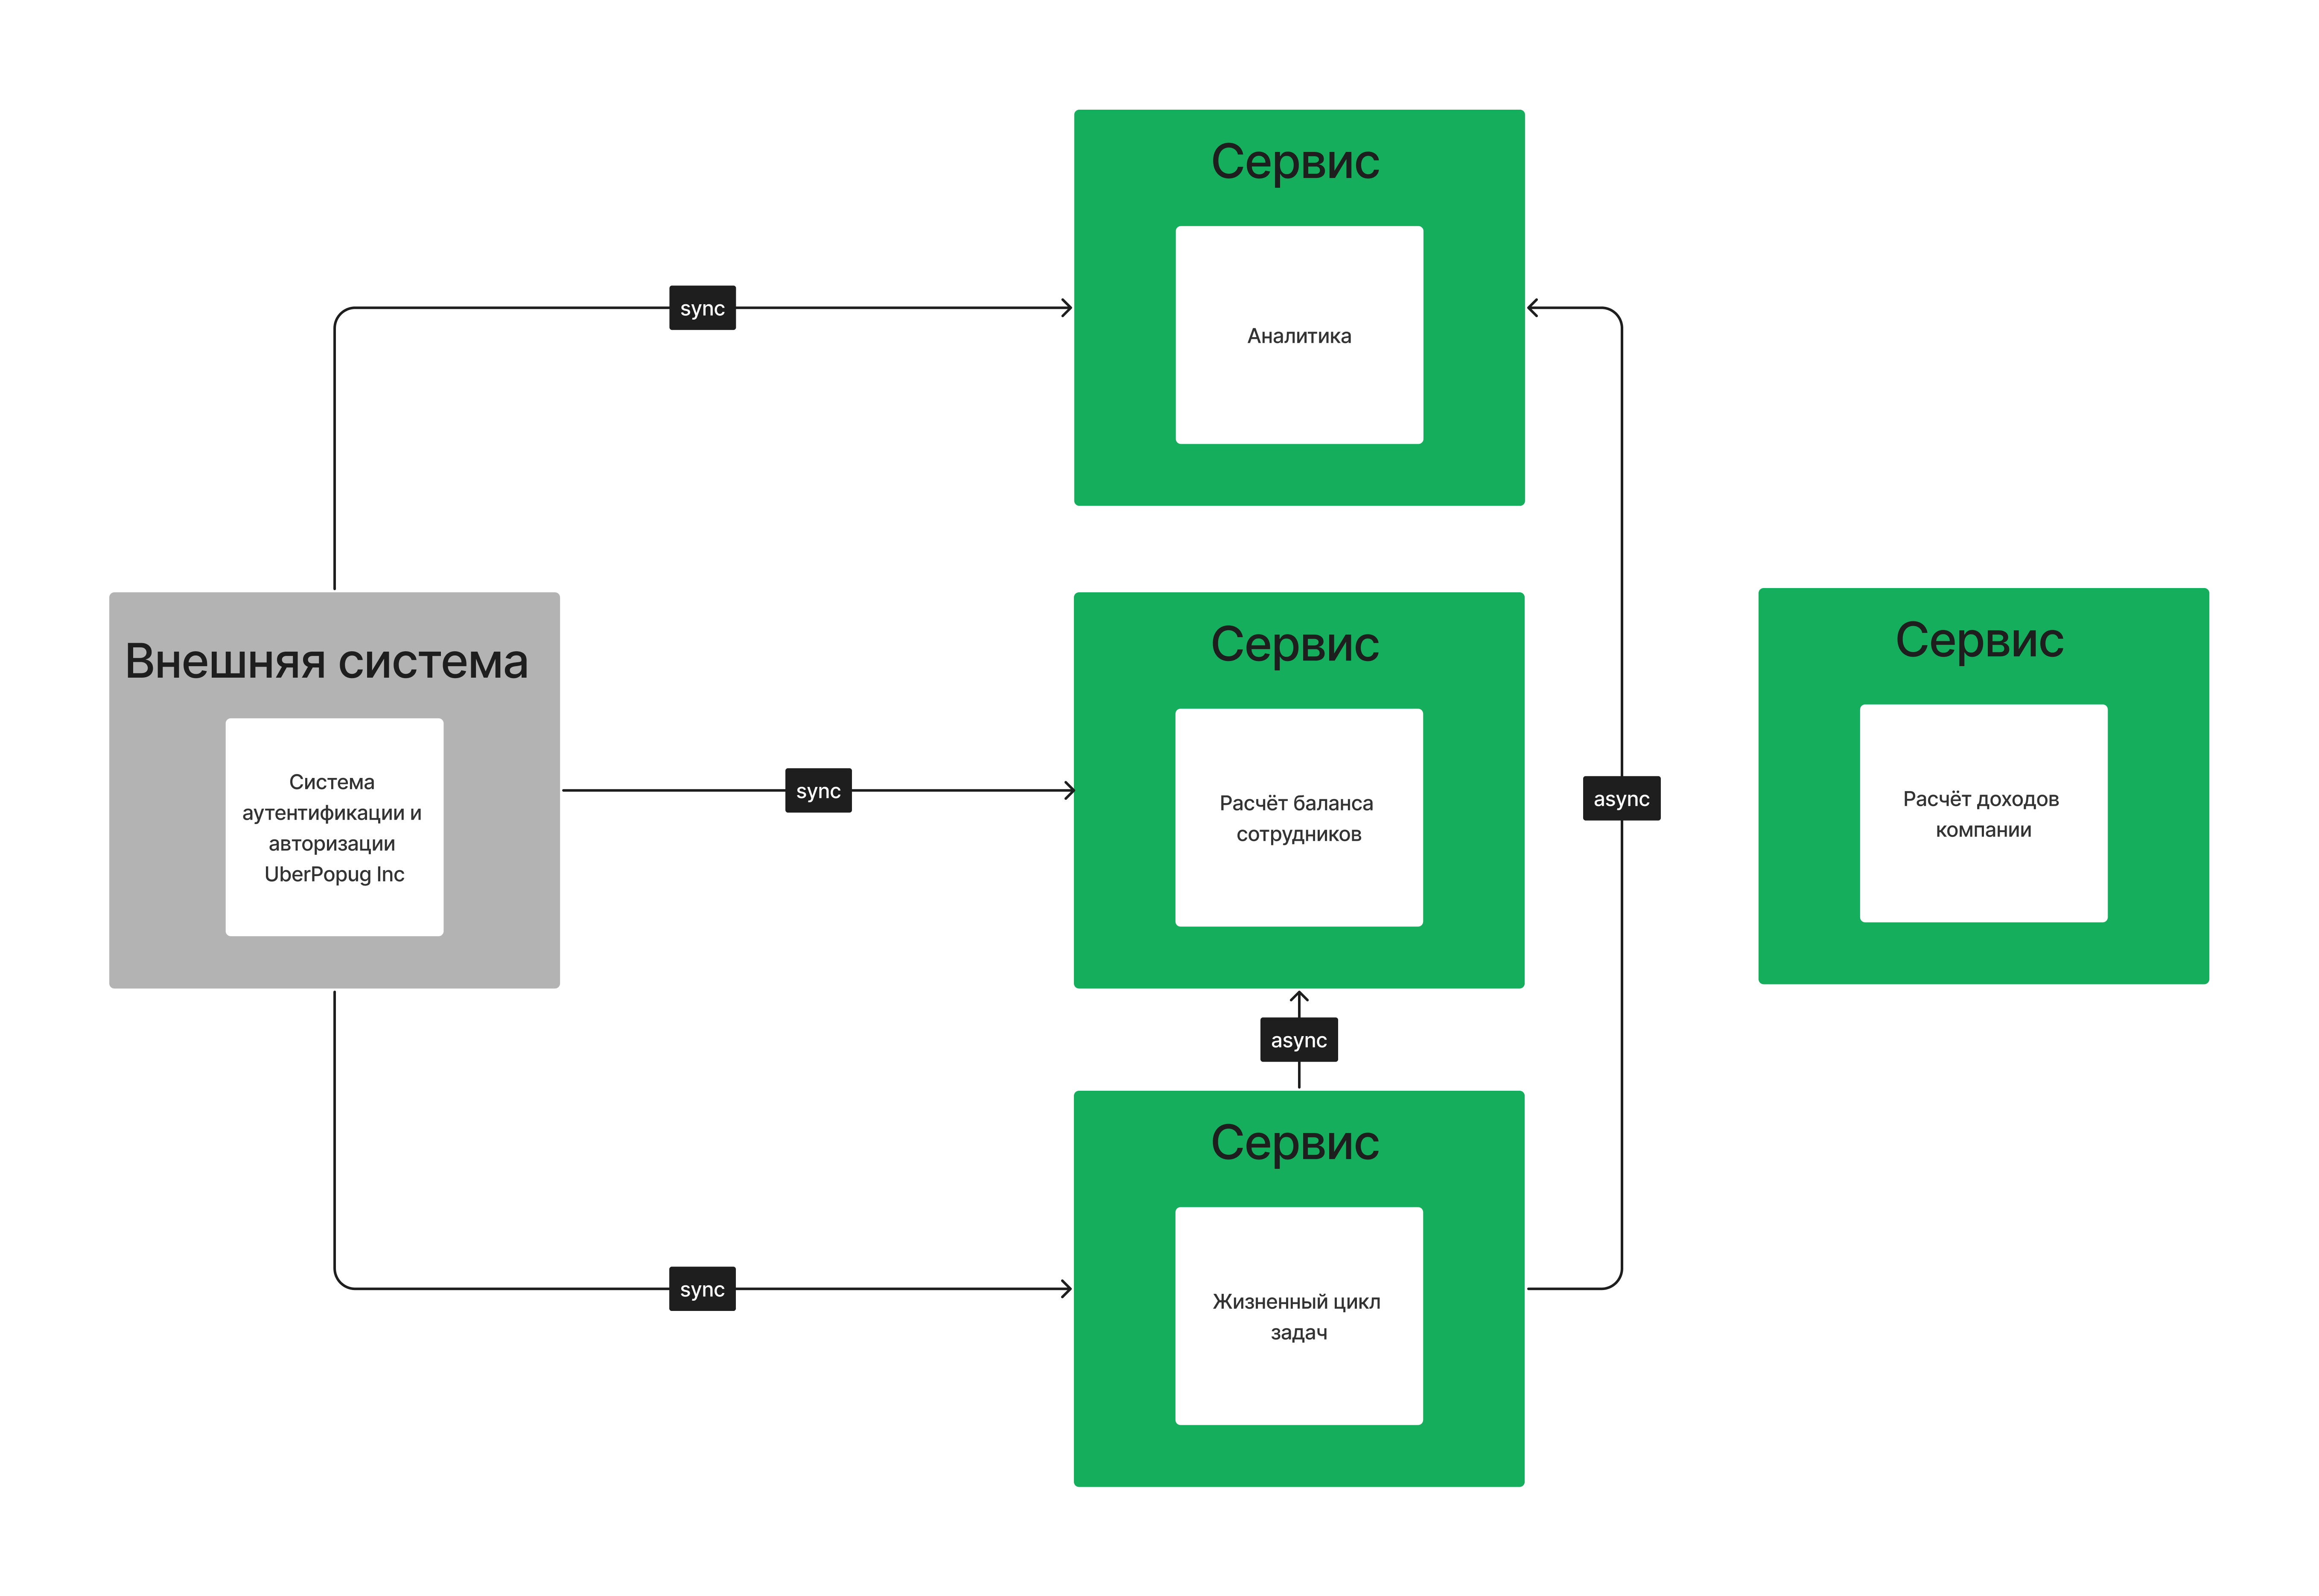 Сервис
Аналитика
sync
Внешняя система
Система
аутентификации и
авторизации
UberPopug Inc
sync
Сервис
Расчёт баланса
сотрудников
async
Сервис
Расчёт доходов
компании
async
Сервис
Жизненный цикл
задач
sync